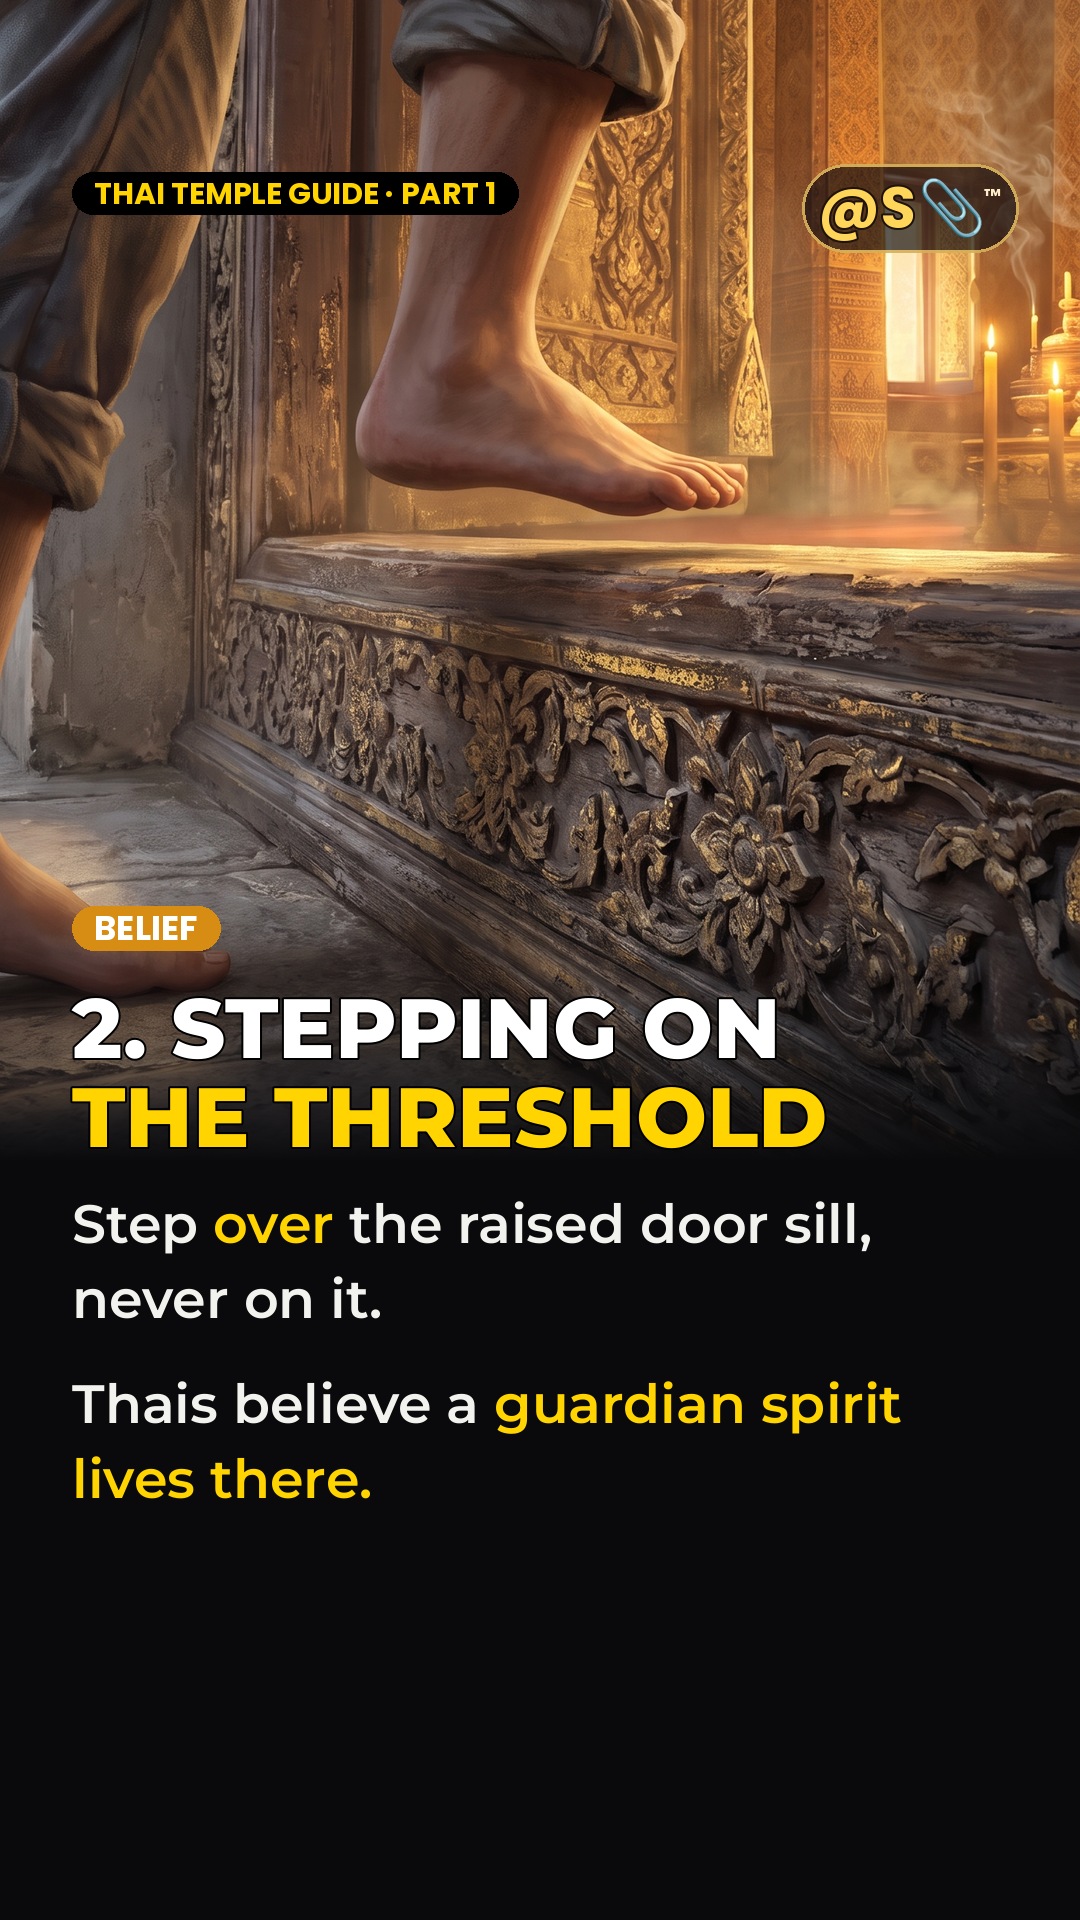 THAI TEMPLE GUIDE · PART 1
@S📎™
BELIEF
2. STEPPING ON
THE THRESHOLD
Step over the raised door sill,
never on it.
Thais believe a guardian spirit
lives there.